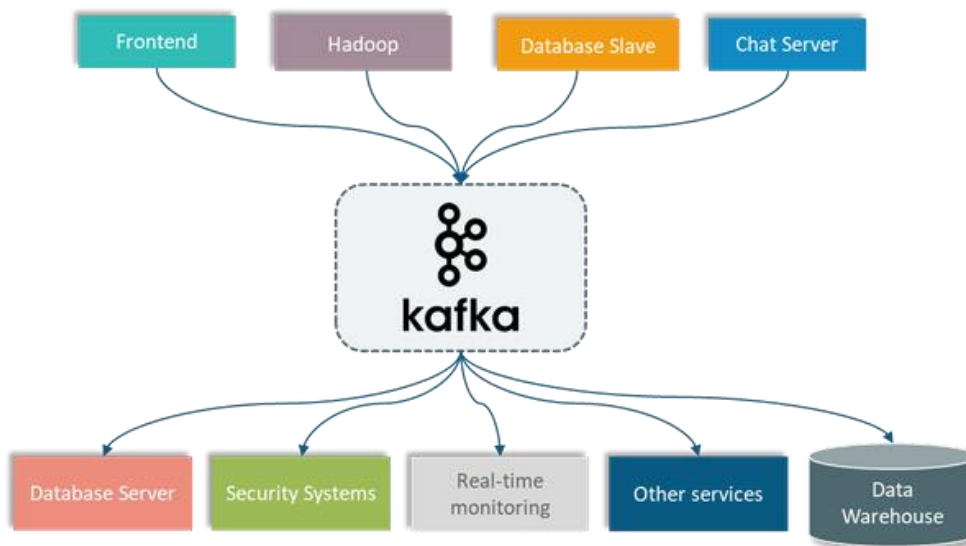 Frontend
Hadoop
Database Slave
Chat Server
kafka
Database Server
Security Systems
Real-time
monitoring
Other services
Data
Warehouse